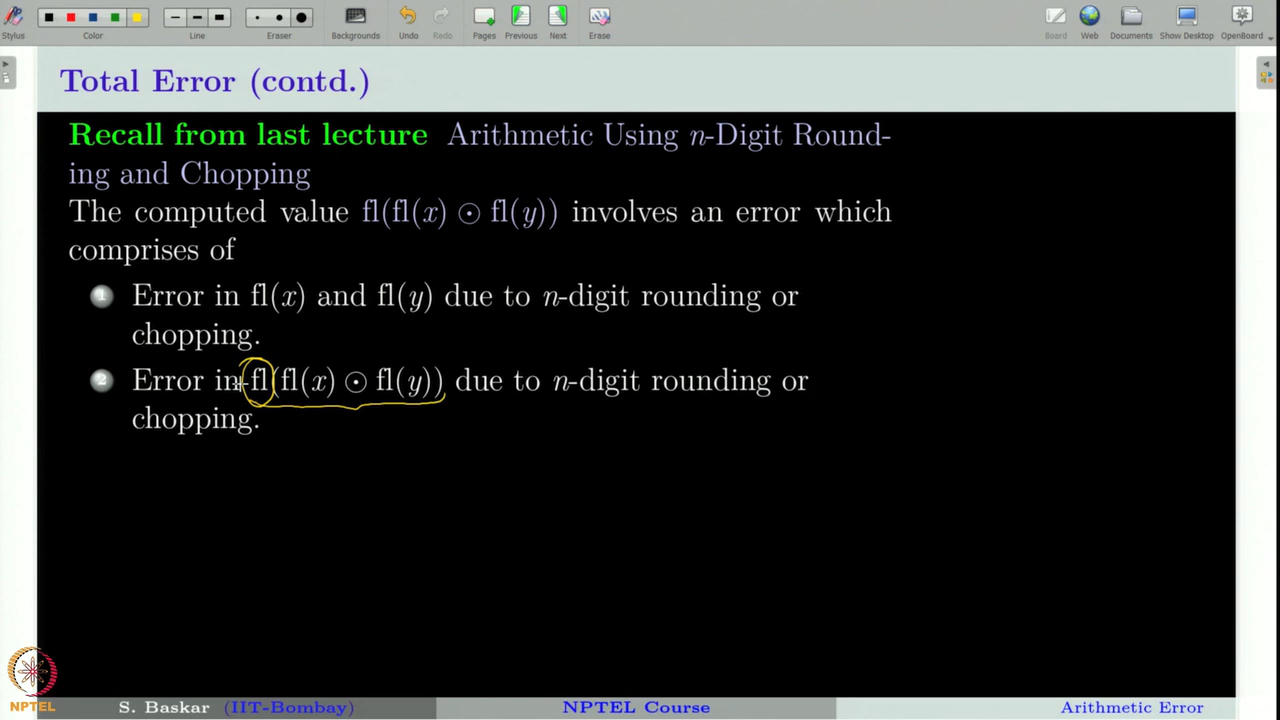 Stylus
Color
Line
Eraser
Backgrounds
Undo
Redo
Pages
Previous
Next
Erase
Board
Web
Documents
Show Desktop
OpenBoard
Total Error (contd.)
Recall from last lecture Arithmetic Using n-Digit Round-
ing and Chopping
The computed value fl(fl(x) ⊙ fl(y)) involves an error which
comprises of
1 Error in fl(x) and fl(y) due to n-digit rounding or
chopping.
2 Error in fl(fl(x) ⊙ fl(y)) due to n-digit rounding or
chopping.
NPTEL
S. Baskar (IIT-Bombay)
NPTEL Course
Arithmetic Error